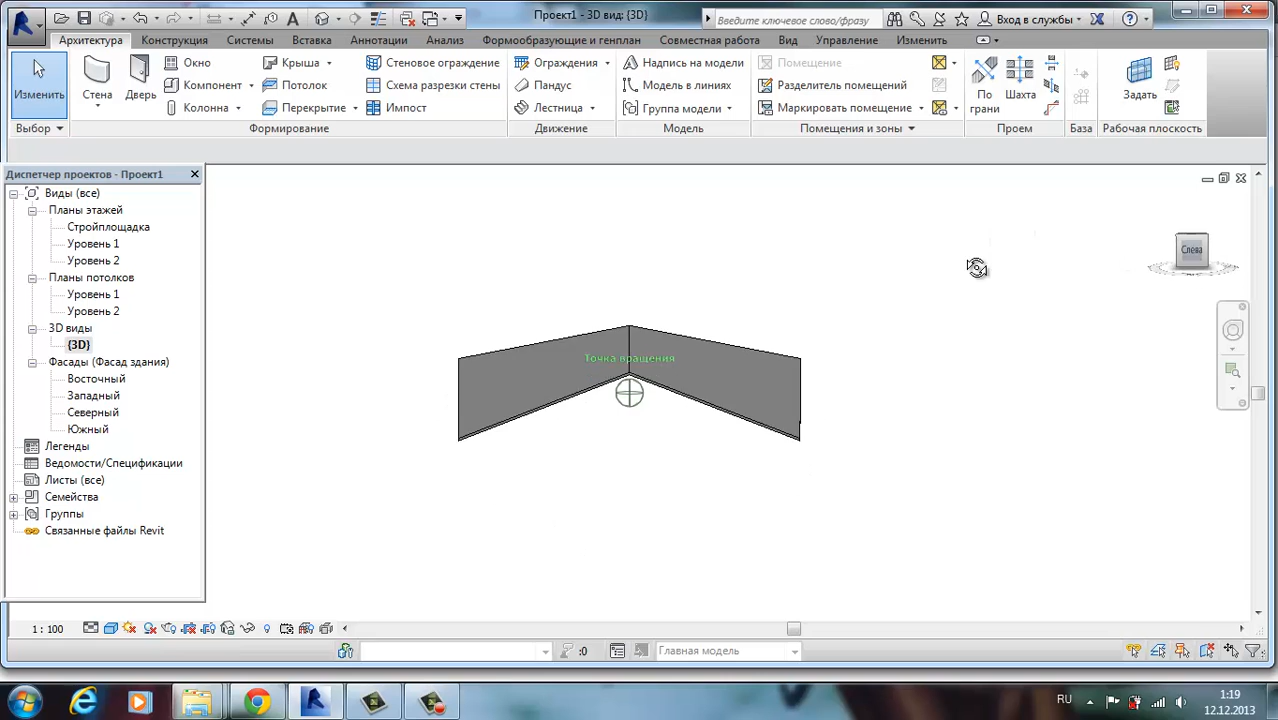 Проект1 - 3D вид: {3D}
Введите ключевое слово/фразу
Вход в службы
Архитектура
Конструкция
Системы
Вставка
Аннотации
Анализ
Формообразующие и генплан
Совместная работа
Вид
Управление
Изменить
Изменить
Выбор
Стена
Дверь
Окно
Компонент
Колонна
Крыша
Потолок
Перекрытие
Стеновое ограждение
Схема разрезки стены
Импост
Формирование
Ограждения
Пандус
Лестница
Движение
Надпись на модели
Модель в линиях
Группа модели
Модель
Помещение
Разделитель помещений
Маркировать помещение
Помещения и зоны
По грани
Шахта
Проем
База
Задать
Рабочая плоскость
Диспетчер проектов - Проект1
Виды (все)
Планы этажей
Стройплощадка
Уровень 1
Уровень 2
Планы потолков
Уровень 1
Уровень 2
3D виды
{3D}
Фасады (Фасад здания)
Восточный
Западный
Северный
Южный
Легенды
Ведомости/Спецификации
Листы (все)
Семейства
Группы
Связанные файлы Revit
Слева
Точка вращения
1 : 100
:0
Главная модель
RU
1:19
12.12.2013